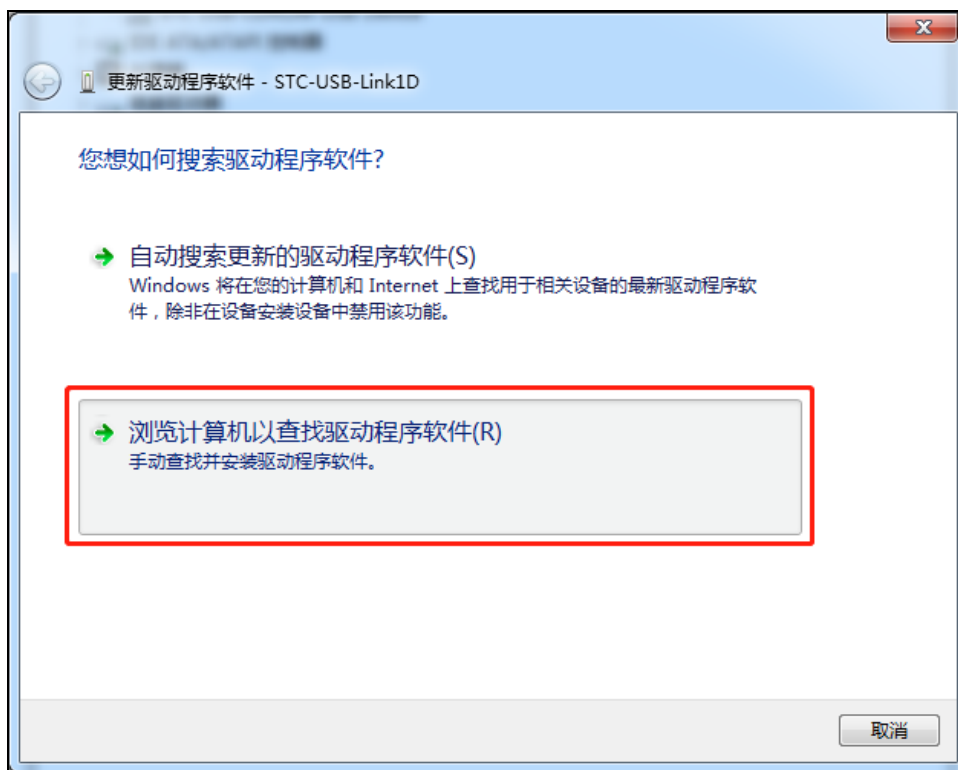 更新驱动程序软件 - STC-USB-Link1D
您想如何搜索驱动程序软件?
自动搜索更新的驱动程序软件(S)
Windows 将在您的计算机和 Internet 上查找用于相关设备的最新驱动程序软
件，除非在设备安装设备中禁用该功能。
浏览计算机以查找驱动程序软件(R)
手动查找并安装驱动程序软件。
取消